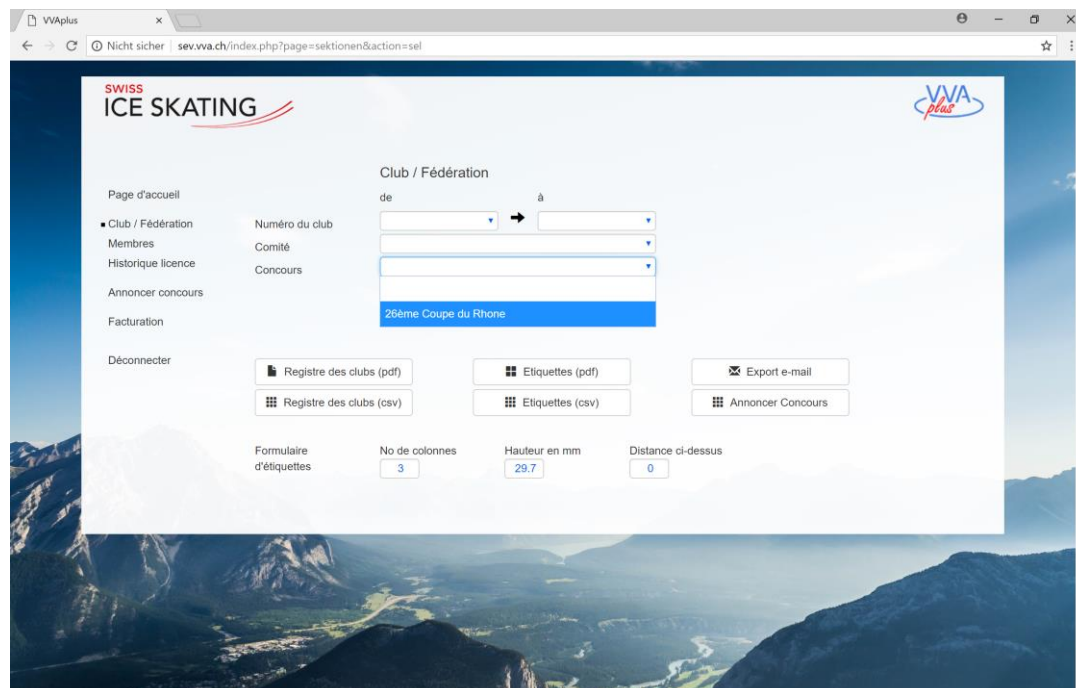 VVAplus
Nicht sicher | sev.vva.ch/index.php?page=sektionen&action=sel
SWISS
ICE SKATING
VVA
plus
Club / Fédération
Page d'accueil
de à
Club / Fédération
Numéro du club
Membres
Comité
Historique licence
Concours
Annoncer concours
26ème Coupe du Rhone
Facturation
Déconnecter
Registre des clubs (pdf) Etiquettes (pdf) Export e-mail
Registre des clubs (csv) Etiquettes (csv) Annoncer Concours
Formulaire
d'étiquettes
No de colonnes Hauteur en mm Distance ci-dessus
3 29.7 0